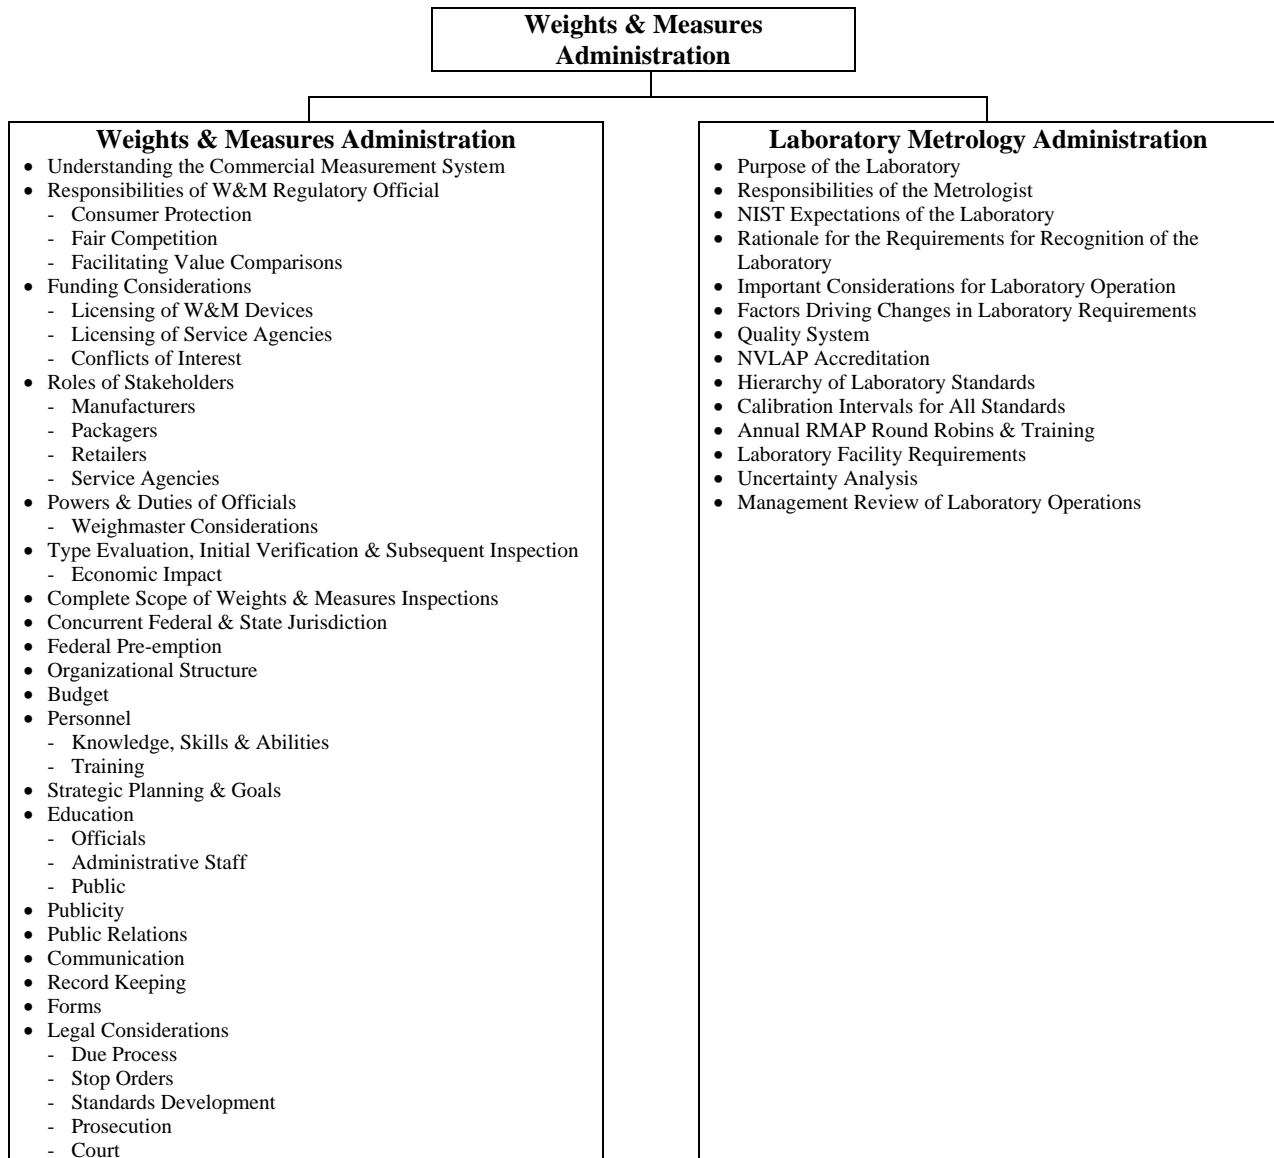 Weights & Measures
Administration
Weights & Measures Administration
• Understanding the Commercial Measurement System
• Responsibilities of W&M Regulatory Official
- Consumer Protection
- Fair Competition
- Facilitating Value Comparisons
• Funding Considerations
- Licensing of W&M Devices
- Licensing of Service Agencies
- Conflicts of Interest
• Roles of Stakeholders
- Manufacturers
- Packagers
- Retailers
- Service Agencies
• Powers & Duties of Officials
- Weighmaster Considerations
• Type Evaluation, Initial Verification & Subsequent Inspection
- Economic Impact
• Complete Scope of Weights & Measures Inspections
• Concurrent Federal & State Jurisdiction
• Federal Pre-emption
• Organizational Structure
• Budget
• Personnel
- Knowledge, Skills & Abilities
- Training
• Strategic Planning & Goals
• Education
- Officials
- Administrative Staff
- Public
• Publicity
• Public Relations
• Communication
• Record Keeping
• Forms
• Legal Considerations
- Due Process
- Stop Orders
- Standards Development
- Prosecution
- Court
Laboratory Metrology Administration
• Purpose of the Laboratory
• Responsibilities of the Metrologist
• NIST Expectations of the Laboratory
• Rationale for the Requirements for Recognition of the
Laboratory
• Important Considerations for Laboratory Operation
• Factors Driving Changes in Laboratory Requirements
• Quality System
• NVLAP Accreditation
• Hierarchy of Laboratory Standards
• Calibration Intervals for All Standards
• Annual RMAP Round Robins & Training
• Laboratory Facility Requirements
• Uncertainty Analysis
• Management Review of Laboratory Operations